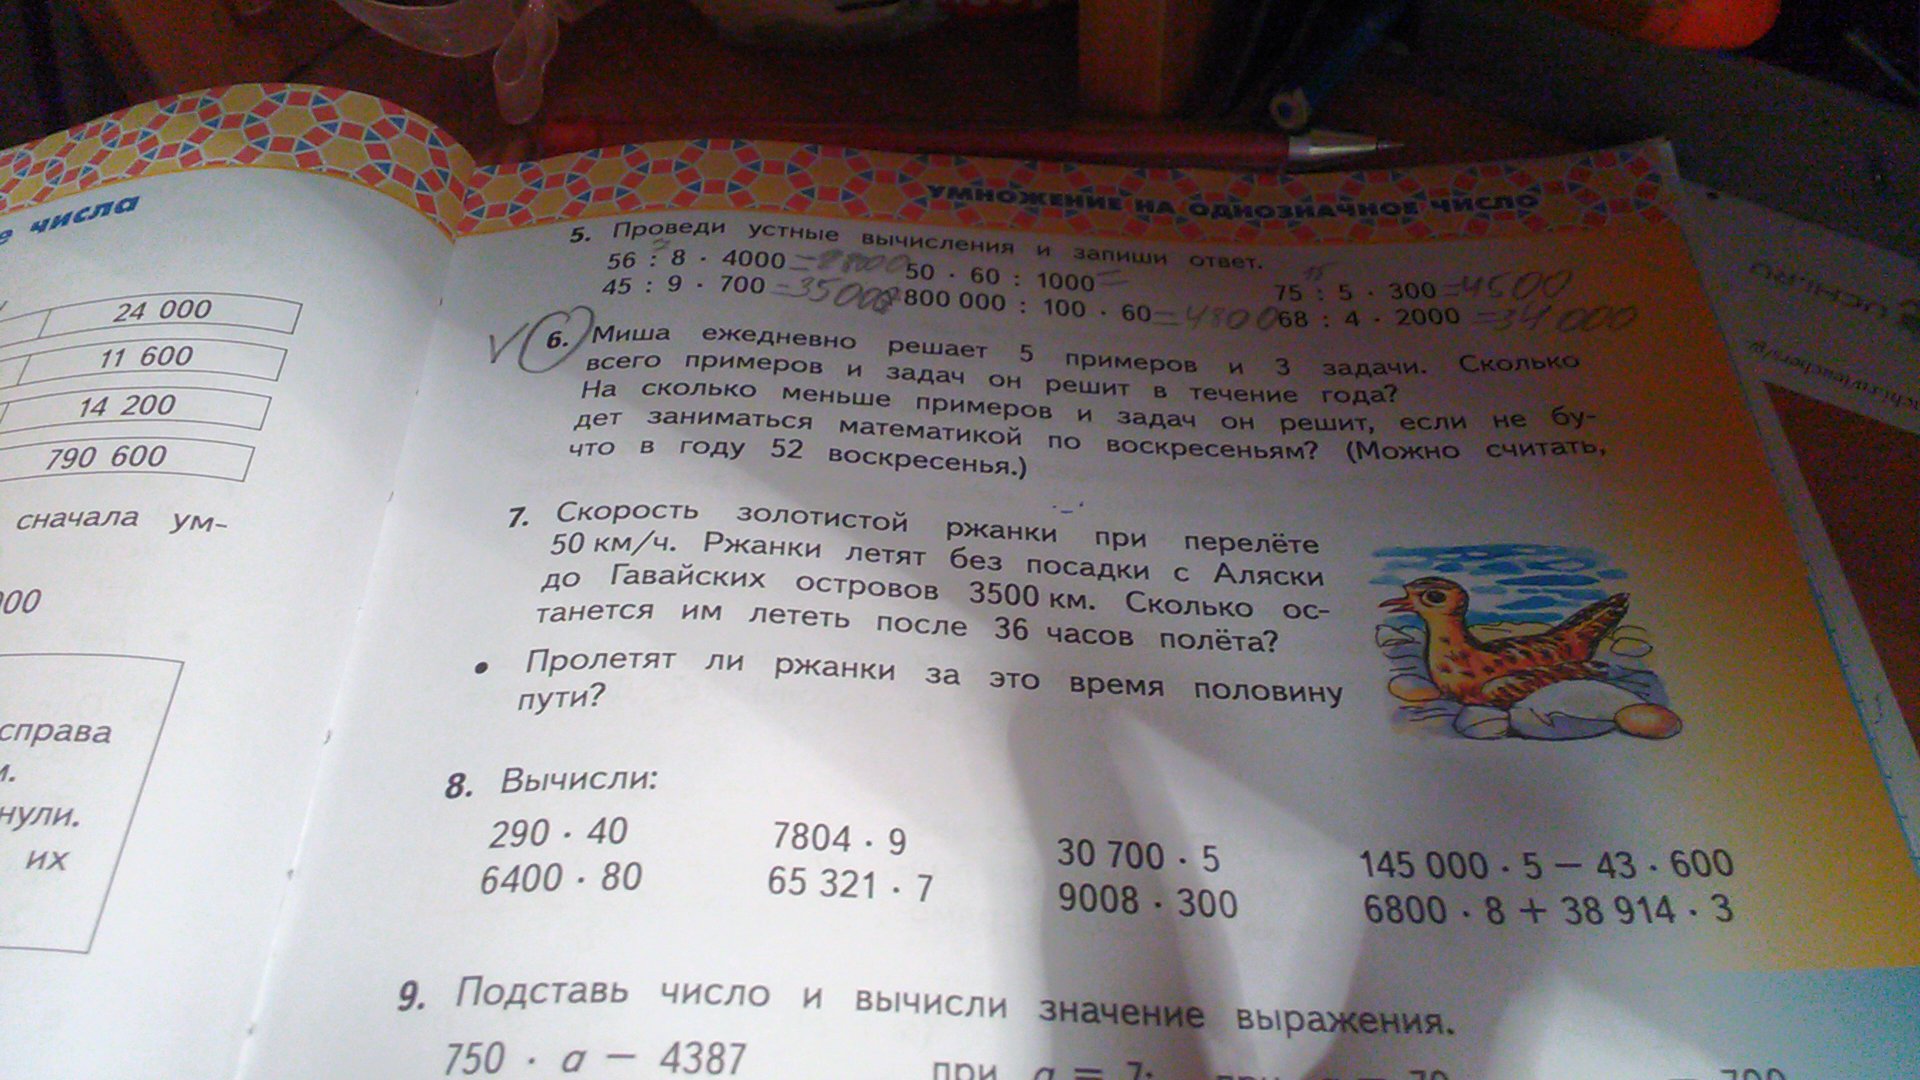 числа
24 000
11 600
14 200
790 600
сначала ум-
справа
нули.
их
УМНОЖЕНИЕ НА ОДНОЗНАЧНОЕ ЧИСЛО
5. Проведи устные вычисления и запиши ответ.
56 : 8 · 4000 50 · 60 : 1000 = 75 : 5 · 300 = 4500
45 : 9 · 700 = 800 000 : 100 · 60 = 68 : 4 · 2000 = 34 000
6. Миша ежедневно решает 5 примеров и 3 задачи. Сколько
всего примеров и задач он решит в течение года?
На сколько меньше примеров и задач он решит, если не бу-
дет заниматься математикой по воскресеньям? (Можно считать,
что в году 52 воскресенья.)
7. Скорость золотистой ржанки при перелёте
50 км/ч. Ржанки летят без посадки с Аляски
до Гавайских островов 3500 км. Сколько ос-
танется им лететь после 36 часов полёта?
• Пролетят ли ржанки за это время половину
пути?
8. Вычисли:
290 · 40 7804 · 9 30 700 · 5 145 000 · 5 − 43 · 600
6400 · 80 65 321 · 7 9008 · 300 6800 · 8 + 38 914 · 3
9. Подставь число и вычисли значение выражения.
750 · a − 4387 при a = 7;